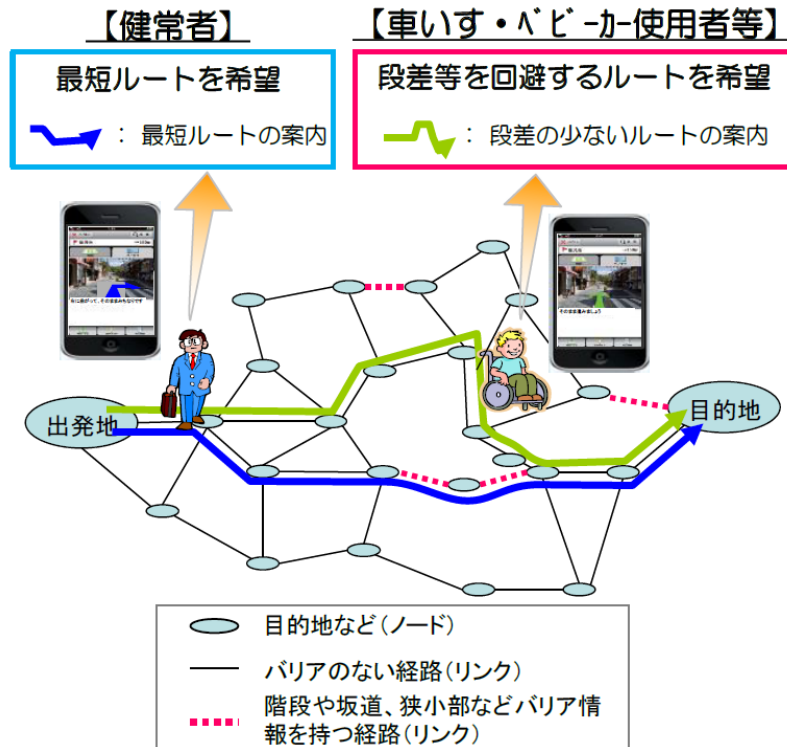 【健常者】
最短ルートを希望
： 最短ルートの案内
【車いす・ﾍﾞﾋﾞｰｶｰ使用者等】
段差等を回避するルートを希望
： 段差の少ないルートの案内
出発地
目的地
目的地など（ノード）
バリアのない経路（リンク）
階段や坂道、狭小部などバリア情
報を持つ経路（リンク）